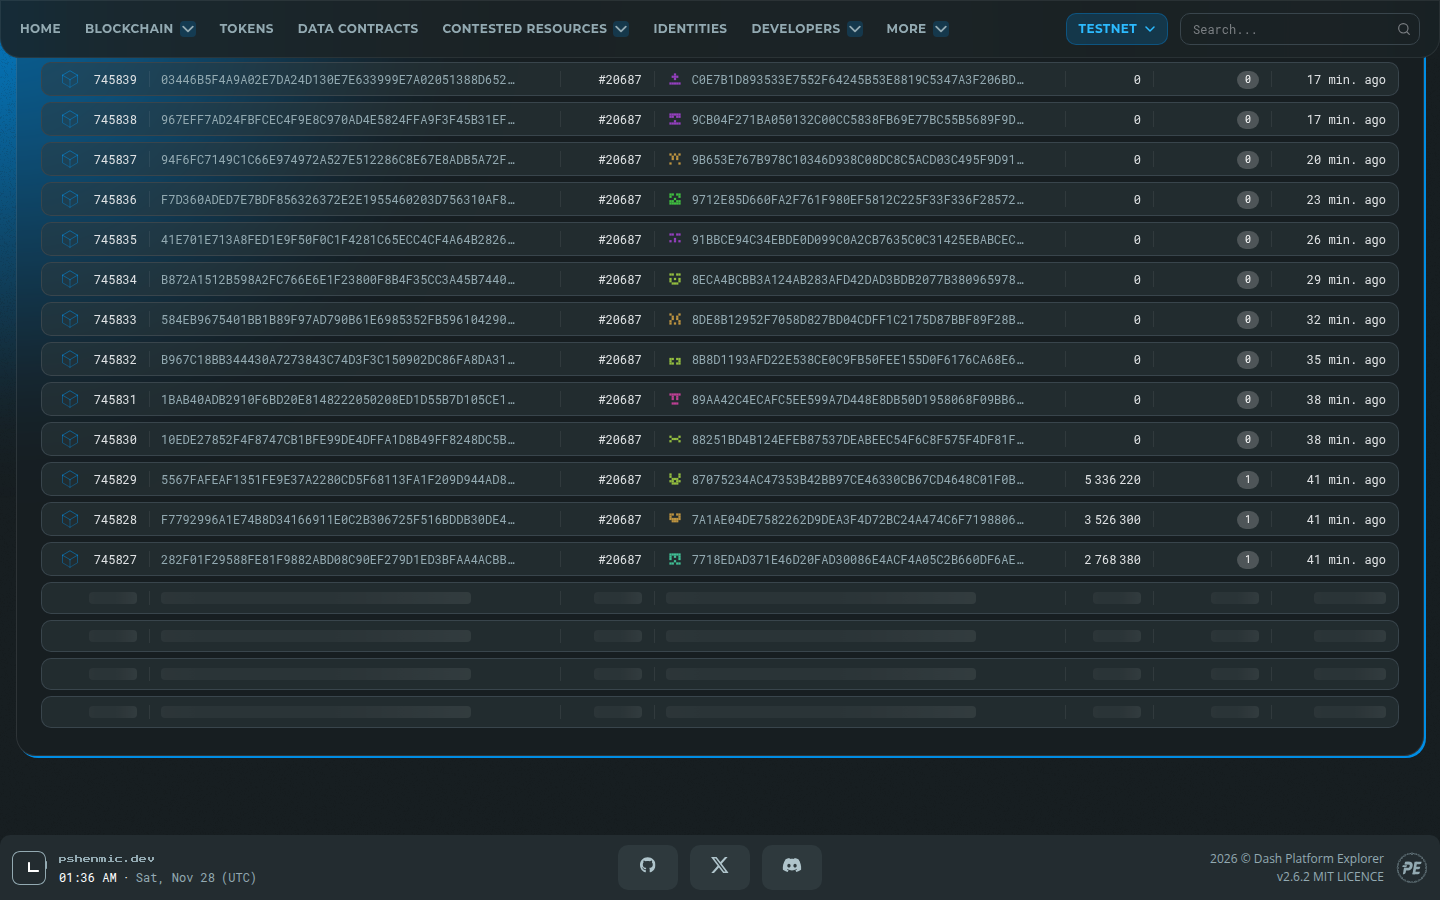 HOME BLOCKCHAIN TOKENS DATA CONTRACTS CONTESTED RESOURCES IDENTITIES DEVELOPERS MORE TESTNET Search...
745839 03446B5F4A9A02E7DA24D130E7E633999E7A02051388D652… #20687 C0E7B1D893533E7552F64245B53E8819C5347A3F206BD… 0 0 17 min. ago
745838 967EFF7AD24FBFCEC4F9E8C970AD4E5824FFA9F3F45B31EF… #20687 9CB04F271BA050132C00CC5838FB69E77BC55B5689F9D… 0 0 17 min. ago
745837 94F6FC7149C1C66E974972A527E512286C8E67E8ADB5A72F… #20687 9B653E767B978C10346D938C08DC8C5ACD03C495F9D91… 0 0 20 min. ago
745836 F7D360ADED7E7BDF856326372E2E1955460203D756310AF8… #20687 9712E85D660FA2F761F980EF5812C225F33F336F28572… 0 0 23 min. ago
745835 41E701E713A8FED1E9F50F0C1F4281C65ECC4CF4A64B2826… #20687 91BBCE94C34EBDE0D099C0A2CB7635C0C31425EBABCEC… 0 0 26 min. ago
745834 B872A1512B598A2FC766E6E1F23800F8B4F35CC3A45B7440… #20687 8ECA4BCBB3A124AB283AFD42DAD3BDB2077B380965978… 0 0 29 min. ago
745833 584EB9675401BB1B89F97AD790B61E6985352FB596104290… #20687 8DE8B12952F7058D827BD04CDFF1C2175D87BBF89F28B… 0 0 32 min. ago
745832 B967C18BB344430A7273843C74D3F3C150902DC86FA8DA31… #20687 8B8D1193AFD22E538CE0C9FB50FEE155D0F6176CA68E6… 0 0 35 min. ago
745831 1BAB40ADB2910F6BD20E8148222050208ED1D55B7D105CE1… #20687 89AA42C4ECAFC5EE599A7D448E8DB50D1958068F09BB6… 0 0 38 min. ago
745830 10EDE27852F4F8747CB1BFE99DE4DFFA1D8B49FF8248DC5B… #20687 88251BD4B124EFEB87537DEABEEC54F6C8F575F4DF81F… 0 0 38 min. ago
745829 5567FAFEAF1351FE9E37A2280CD5F68113FA1F209D944AD8… #20687 87075234AC47353B42BB97CE46330CB67CD4648C01F0B… 5 336 220 1 41 min. ago
745828 F7792996A1E74B8D34166911E0C2B306725F516BDDB30DE4… #20687 7A1AE04DE7582262D9DEA3F4D72BC24A474C6F7198806… 3 526 300 1 41 min. ago
745827 282F01F29588FE81F9882ABD08C90EF279D1ED3BFAA4ACBB… #20687 7718EDAD371E46D20FAD30086E4ACF4A05C2B660DF6AE… 2 768 380 1 41 min. ago
pshenmic.dev
01:36 AM · Sat, Nov 28 (UTC)
2026 © Dash Platform Explorer
v2.6.2 MIT LICENCE
PE